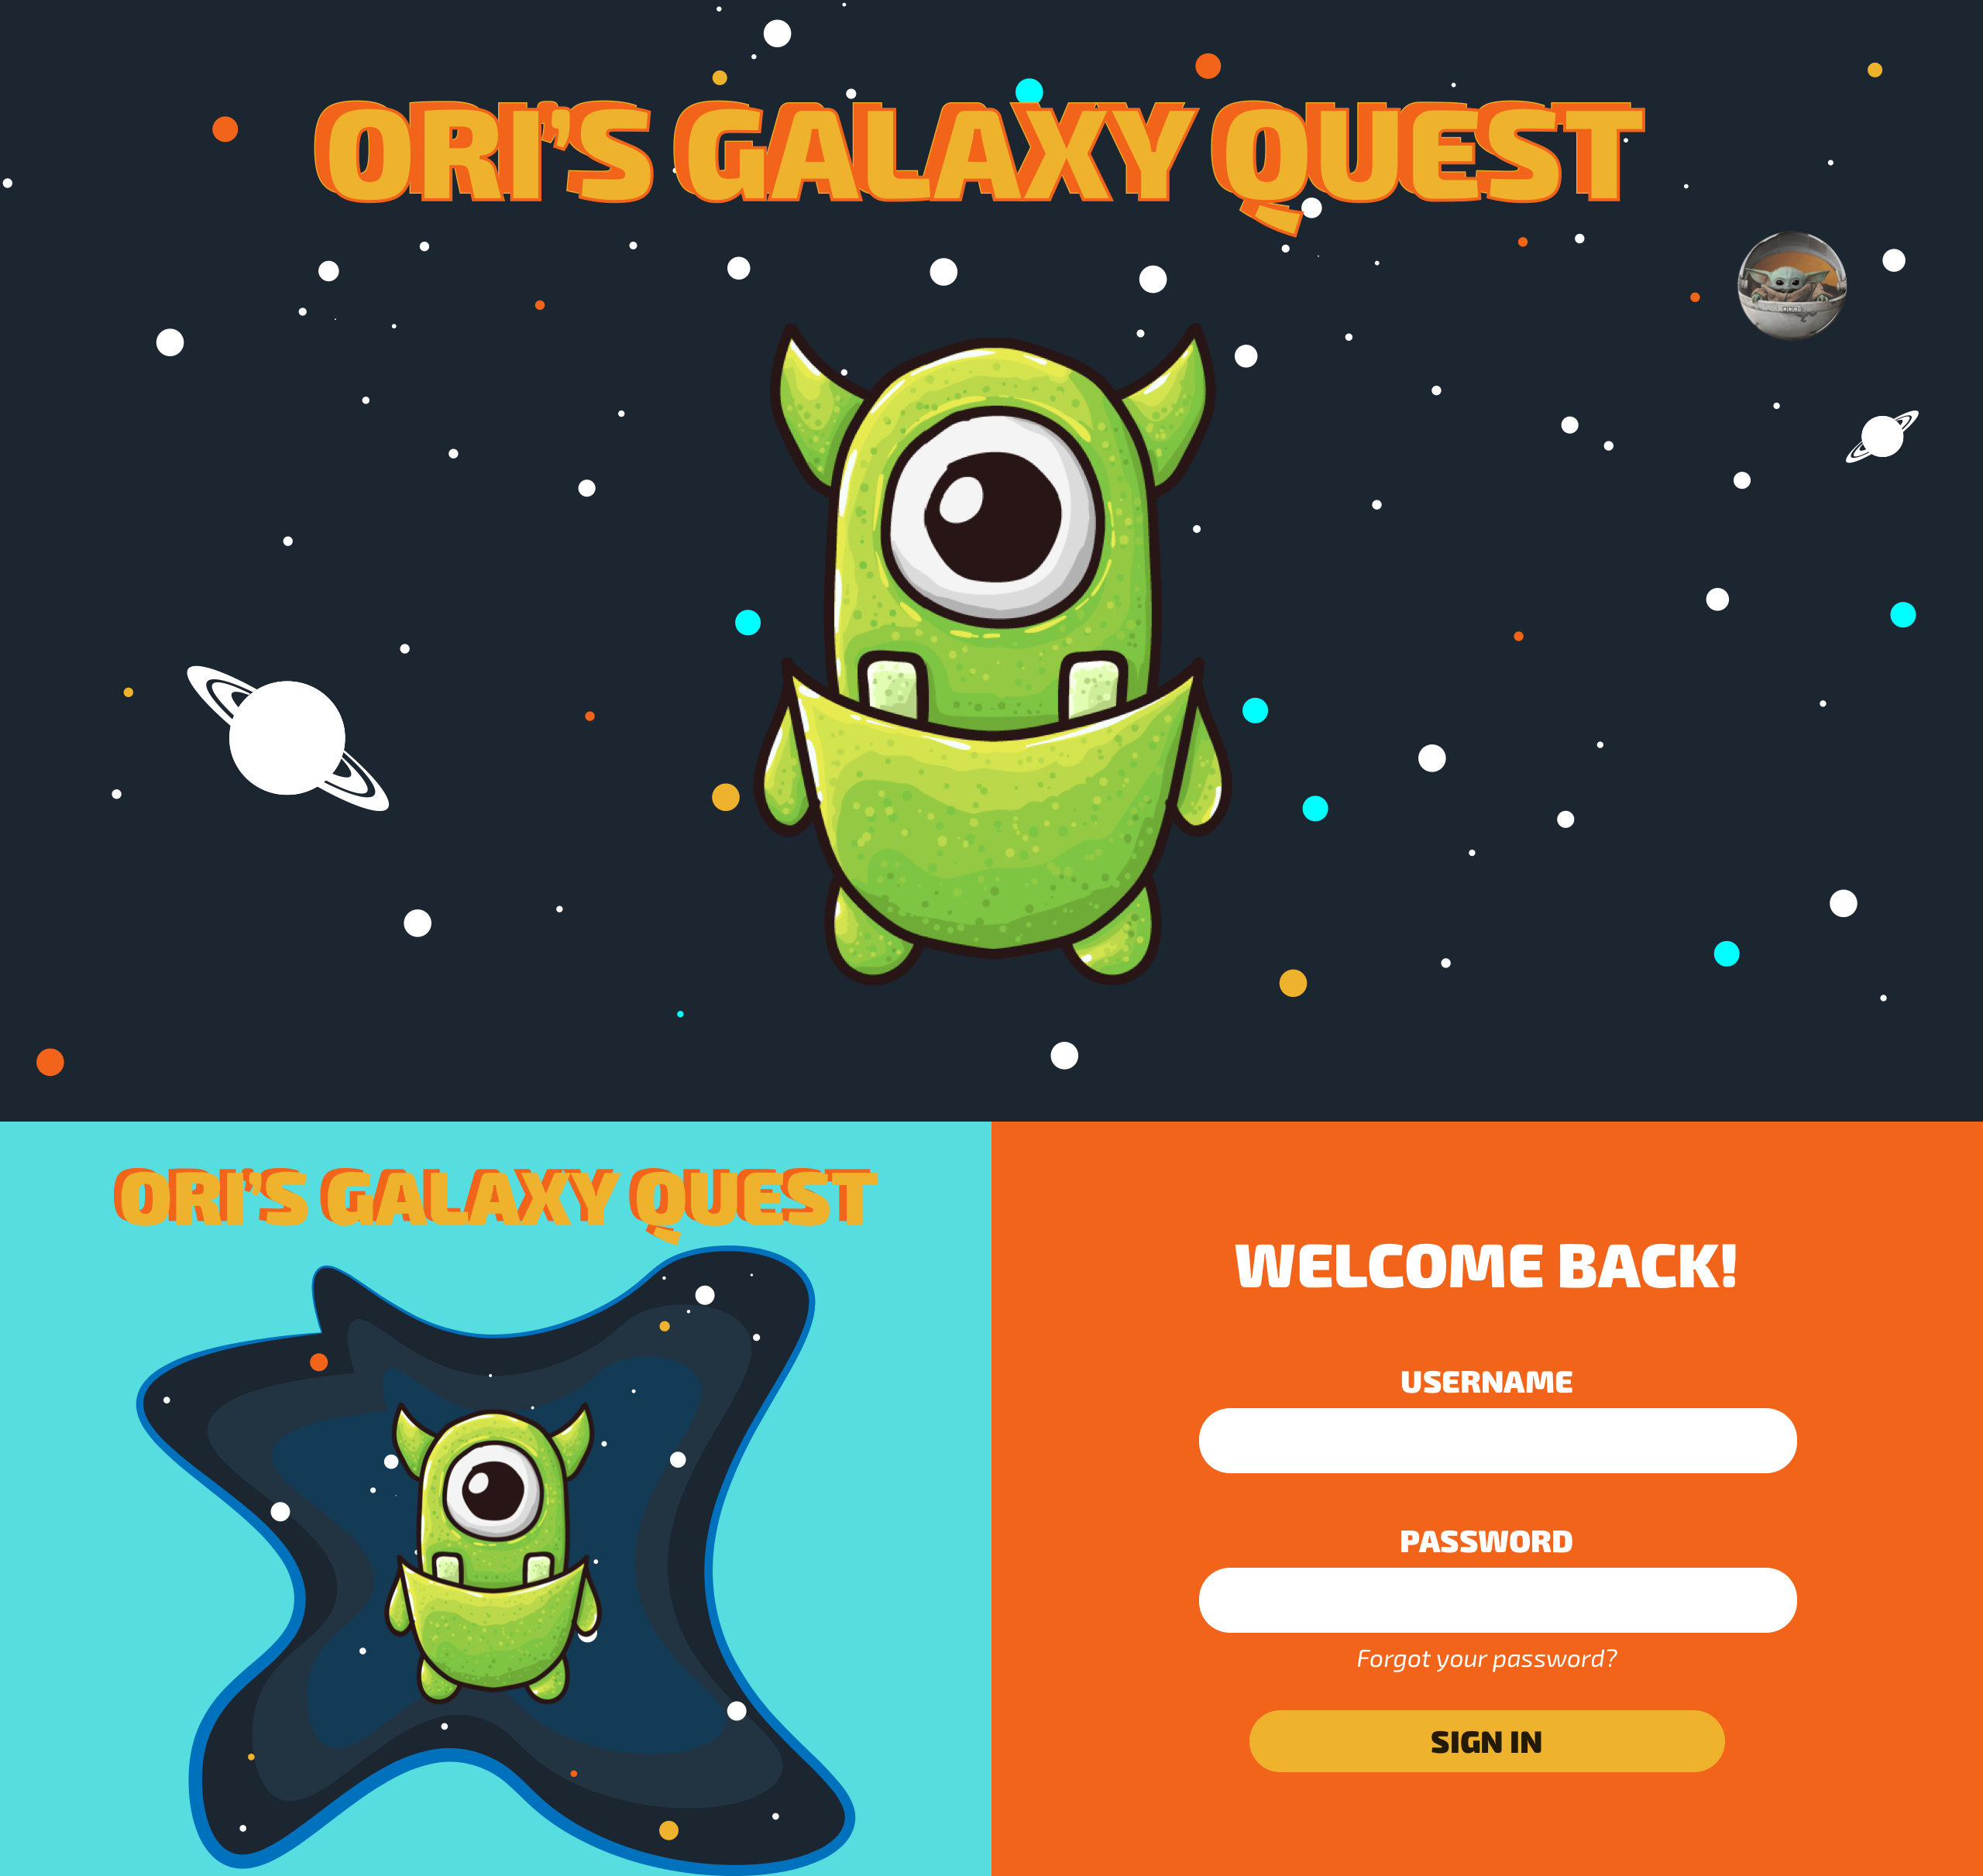 ORI'S GALAXY QUEST
ORI'S GALAXY QUEST
WELCOME BACK!
USERNAME
PASSWORD
Forgot your password?
SIGN IN